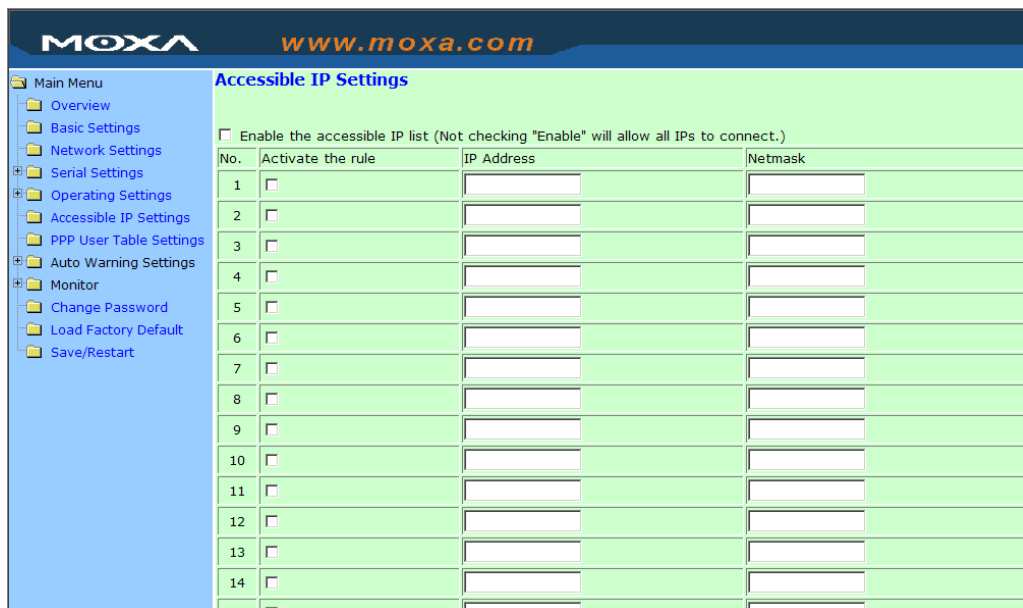 MOXA
www.moxa.com
Main Menu
Overview
Basic Settings
Network Settings
Serial Settings
Operating Settings
Accessible IP Settings
PPP User Table Settings
Auto Warning Settings
Monitor
Change Password
Load Factory Default
Save/Restart
Accessible IP Settings
Enable the accessible IP list (Not checking "Enable" will allow all IPs to connect.)
No. Activate the rule IP Address Netmask
1
2
3
4
5
6
7
8
9
10
11
12
13
14